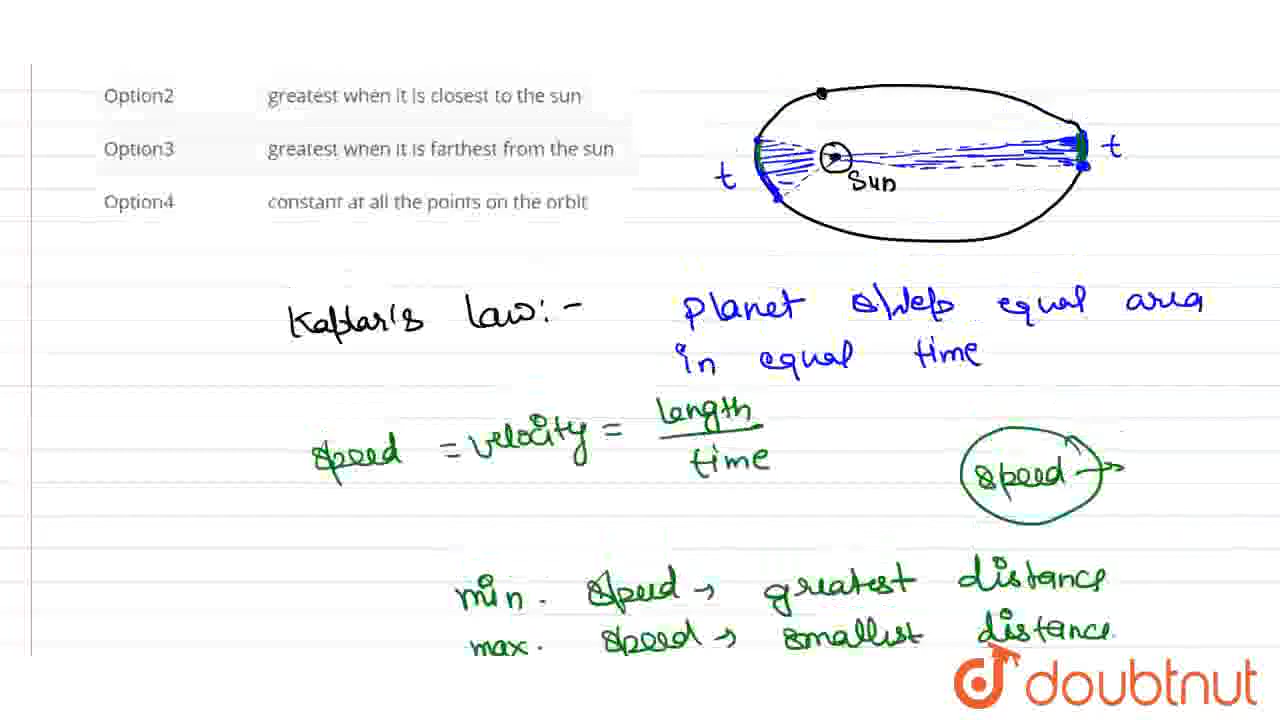 Option2 greatest when it is closest to the sun
Option3 greatest when it is farthest from the sun
Option4 constant at all the points on the orbit
t
t
Sun
Kaplar's law:-
Planet sweps equal area
in equal time
speed = velocity = length
time
speed →
min. speed → greatest distance
max. speed → smallest distance.
doubtnut